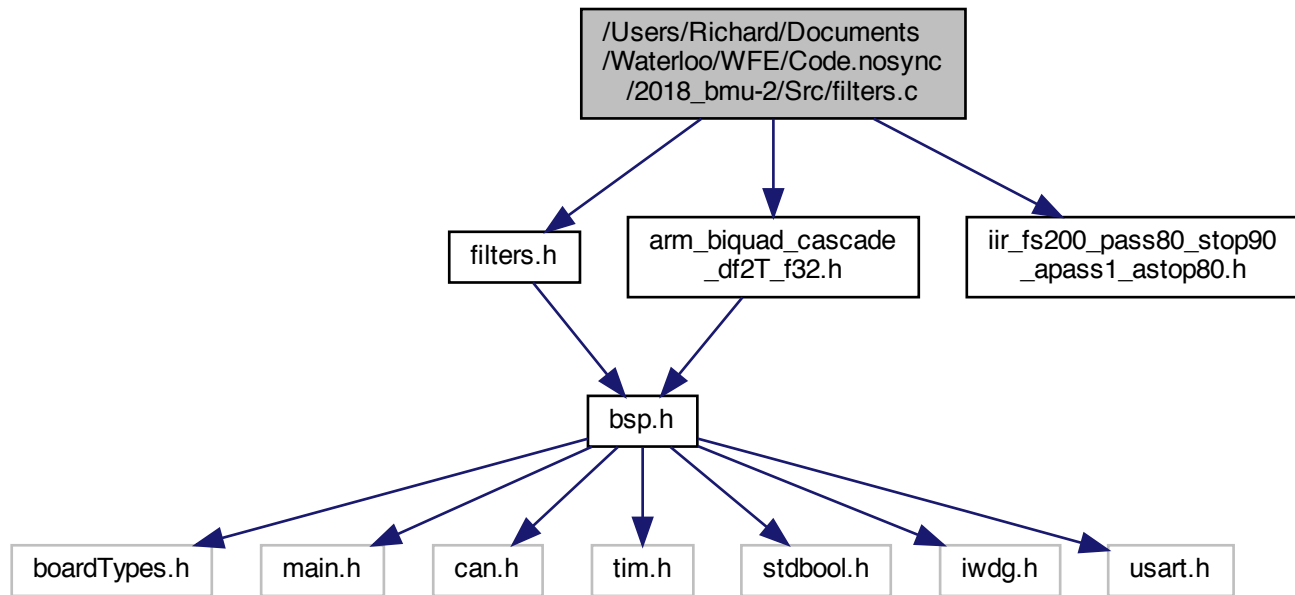 /Users/Richard/Documents
/Waterloo/WFE/Code.nosync
/2018_bmu-2/Src/filters.c
filters.h
arm_biquad_cascade
_df2T_f32.h
iir_fs200_pass80_stop90
_apass1_astop80.h
bsp.h
boardTypes.h
main.h
can.h
tim.h
stdbool.h
iwdg.h
usart.h